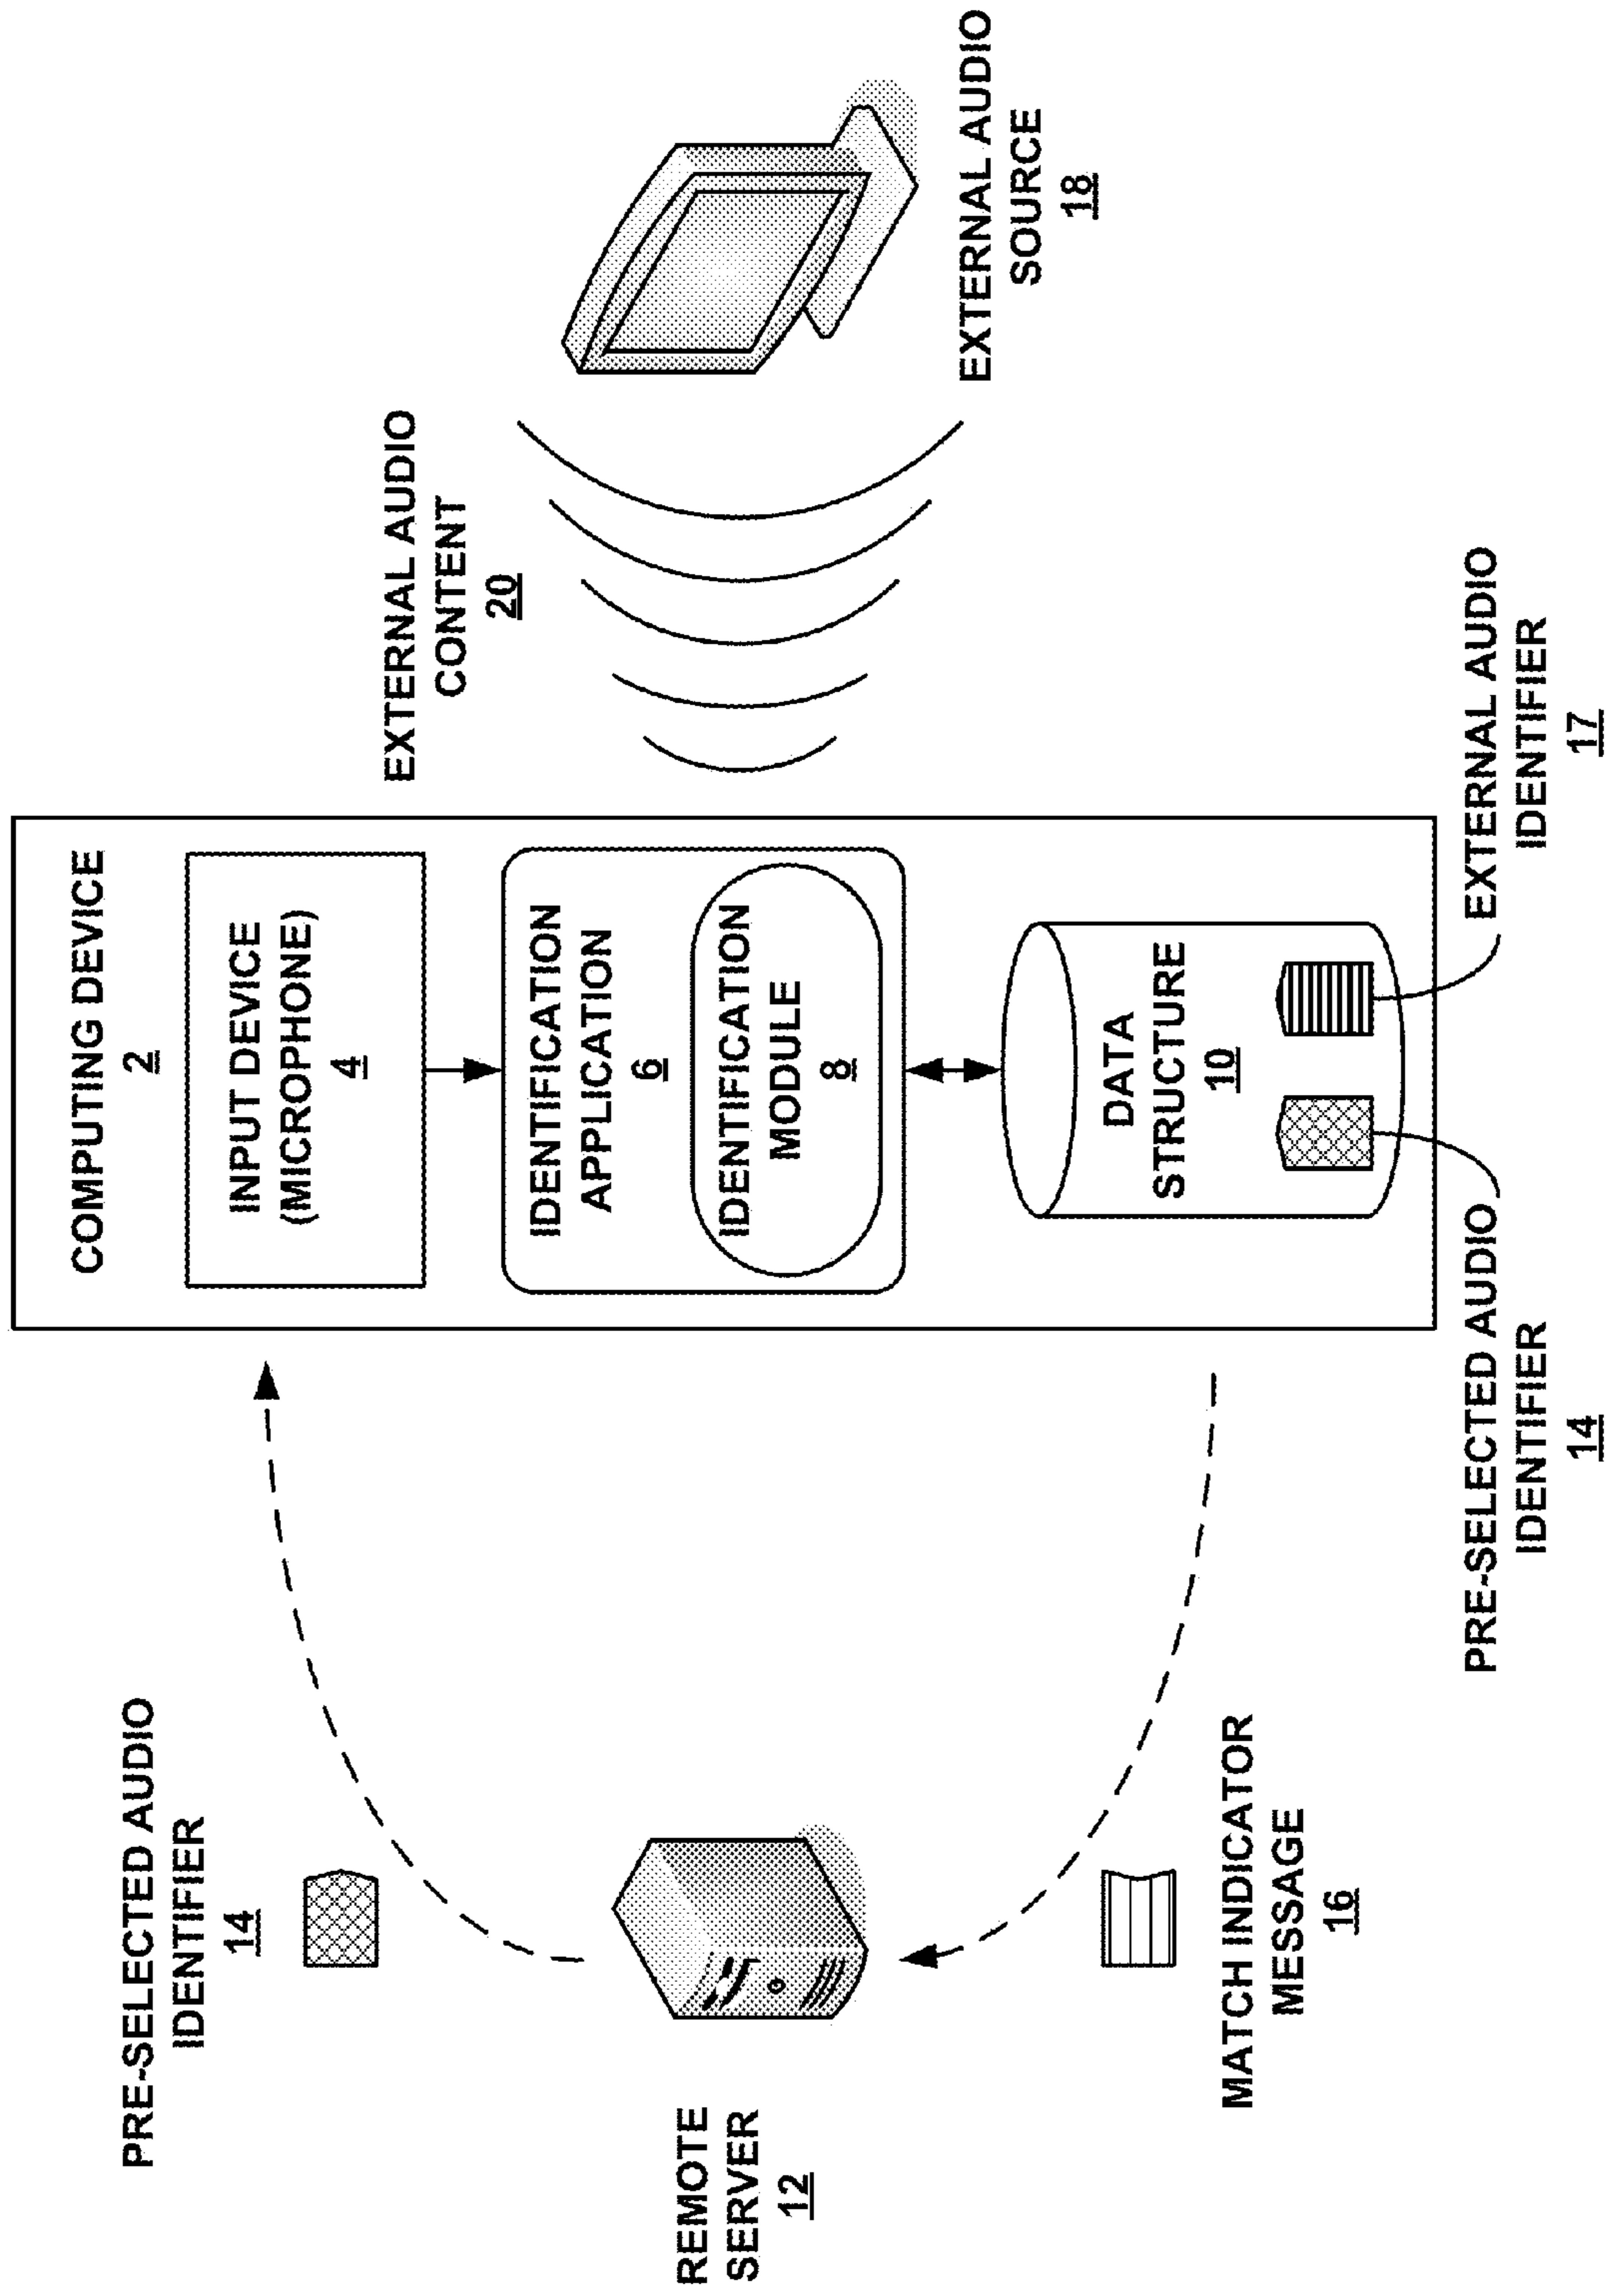 PRE-SELECTED AUDIO
IDENTIFIER
14
REMOTE
SERVER
12
MATCH INDICATOR
MESSAGE
16
COMPUTING DEVICE
2
INPUT DEVICE
(MICROPHONE)
4
IDENTIFICATION
APPLICATION
6
IDENTIFICATION
MODULE
8
DATA
STRUCTURE
10
PRE-SELECTED AUDIO
IDENTIFIER
14
EXTERNAL AUDIO
IDENTIFIER
17
EXTERNAL AUDIO
CONTENT
20
EXTERNAL AUDIO
SOURCE
18